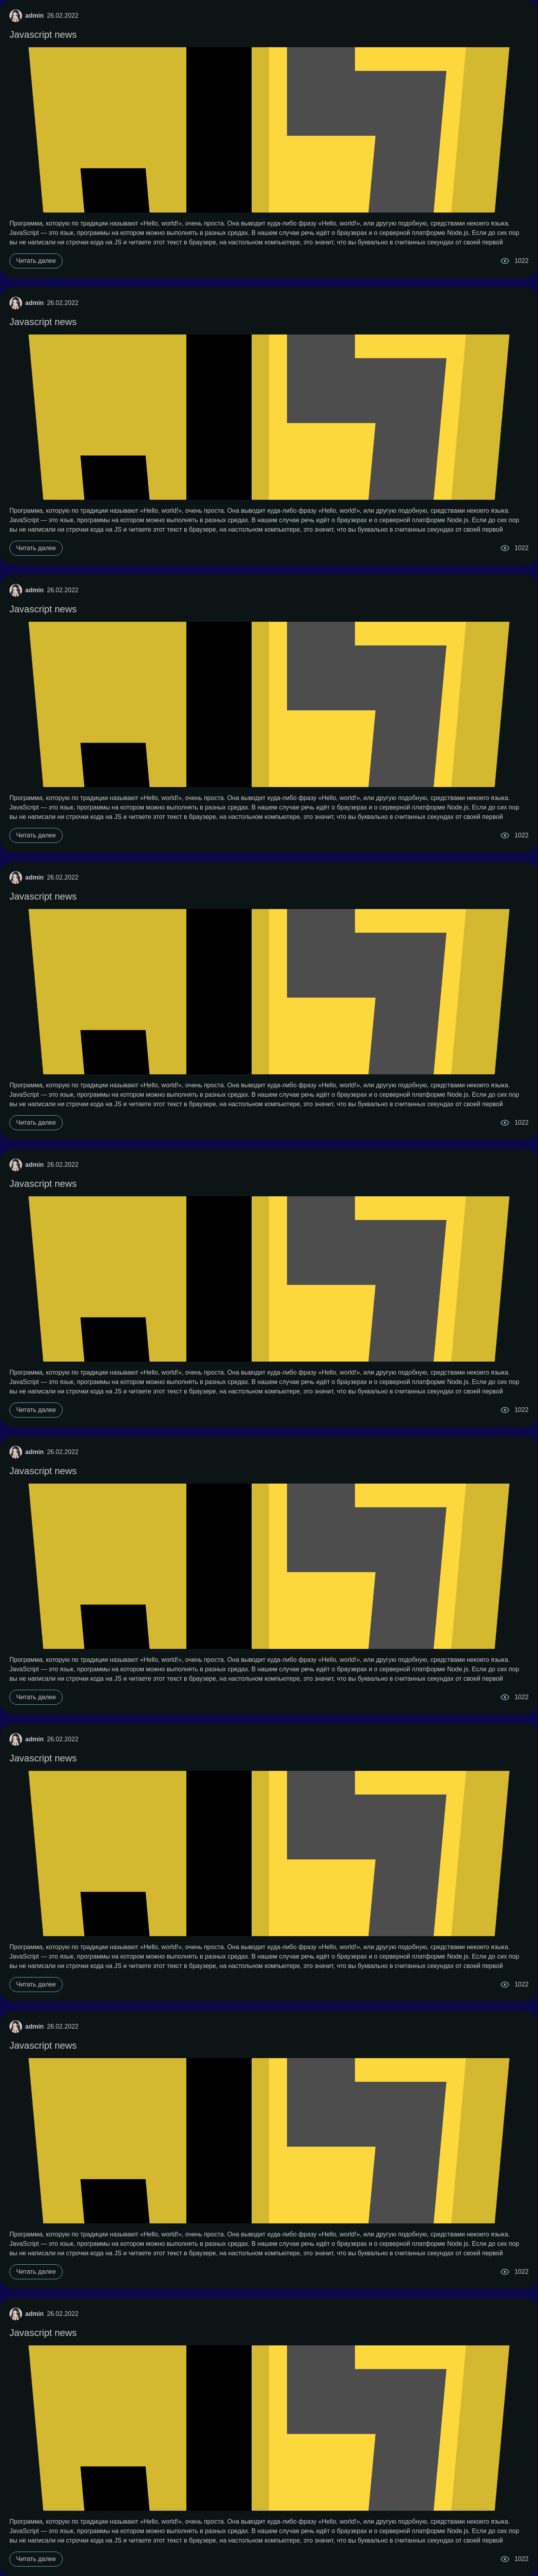 admin 26.02.2022
Javascript news
Программа, которую по традиции называют «Hello, world!», очень проста. Она выводит куда-либо фразу «Hello, world!», или другую подобную, средствами некоего языка.
JavaScript — это язык, программы на котором можно выполнять в разных средах. В нашем случае речь идёт о браузерах и о серверной платформе Node.js. Если до сих пор
вы не написали ни строчки кода на JS и читаете этот текст в браузере, на настольном компьютере, это значит, что вы буквально в считанных секундах от своей первой
Читать далее 1022
admin 26.02.2022
Javascript news
Программа, которую по традиции называют «Hello, world!», очень проста. Она выводит куда-либо фразу «Hello, world!», или другую подобную, средствами некоего языка.
JavaScript — это язык, программы на котором можно выполнять в разных средах. В нашем случае речь идёт о браузерах и о серверной платформе Node.js. Если до сих пор
вы не написали ни строчки кода на JS и читаете этот текст в браузере, на настольном компьютере, это значит, что вы буквально в считанных секундах от своей первой
Читать далее 1022
admin 26.02.2022
Javascript news
Программа, которую по традиции называют «Hello, world!», очень проста. Она выводит куда-либо фразу «Hello, world!», или другую подобную, средствами некоего языка.
JavaScript — это язык, программы на котором можно выполнять в разных средах. В нашем случае речь идёт о браузерах и о серверной платформе Node.js. Если до сих пор
вы не написали ни строчки кода на JS и читаете этот текст в браузере, на настольном компьютере, это значит, что вы буквально в считанных секундах от своей первой
Читать далее 1022
admin 26.02.2022
Javascript news
Программа, которую по традиции называют «Hello, world!», очень проста. Она выводит куда-либо фразу «Hello, world!», или другую подобную, средствами некоего языка.
JavaScript — это язык, программы на котором можно выполнять в разных средах. В нашем случае речь идёт о браузерах и о серверной платформе Node.js. Если до сих пор
вы не написали ни строчки кода на JS и читаете этот текст в браузере, на настольном компьютере, это значит, что вы буквально в считанных секундах от своей первой
Читать далее 1022
admin 26.02.2022
Javascript news
Программа, которую по традиции называют «Hello, world!», очень проста. Она выводит куда-либо фразу «Hello, world!», или другую подобную, средствами некоего языка.
JavaScript — это язык, программы на котором можно выполнять в разных средах. В нашем случае речь идёт о браузерах и о серверной платформе Node.js. Если до сих пор
вы не написали ни строчки кода на JS и читаете этот текст в браузере, на настольном компьютере, это значит, что вы буквально в считанных секундах от своей первой
Читать далее 1022
admin 26.02.2022
Javascript news
Программа, которую по традиции называют «Hello, world!», очень проста. Она выводит куда-либо фразу «Hello, world!», или другую подобную, средствами некоего языка.
JavaScript — это язык, программы на котором можно выполнять в разных средах. В нашем случае речь идёт о браузерах и о серверной платформе Node.js. Если до сих пор
вы не написали ни строчки кода на JS и читаете этот текст в браузере, на настольном компьютере, это значит, что вы буквально в считанных секундах от своей первой
Читать далее 1022
admin 26.02.2022
Javascript news
Программа, которую по традиции называют «Hello, world!», очень проста. Она выводит куда-либо фразу «Hello, world!», или другую подобную, средствами некоего языка.
JavaScript — это язык, программы на котором можно выполнять в разных средах. В нашем случае речь идёт о браузерах и о серверной платформе Node.js. Если до сих пор
вы не написали ни строчки кода на JS и читаете этот текст в браузере, на настольном компьютере, это значит, что вы буквально в считанных секундах от своей первой
Читать далее 1022
admin 26.02.2022
Javascript news
Программа, которую по традиции называют «Hello, world!», очень проста. Она выводит куда-либо фразу «Hello, world!», или другую подобную, средствами некоего языка.
JavaScript — это язык, программы на котором можно выполнять в разных средах. В нашем случае речь идёт о браузерах и о серверной платформе Node.js. Если до сих пор
вы не написали ни строчки кода на JS и читаете этот текст в браузере, на настольном компьютере, это значит, что вы буквально в считанных секундах от своей первой
Читать далее 1022
admin 26.02.2022
Javascript news
Программа, которую по традиции называют «Hello, world!», очень проста. Она выводит куда-либо фразу «Hello, world!», или другую подобную, средствами некоего языка.
JavaScript — это язык, программы на котором можно выполнять в разных средах. В нашем случае речь идёт о браузерах и о серверной платформе Node.js. Если до сих пор
вы не написали ни строчки кода на JS и читаете этот текст в браузере, на настольном компьютере, это значит, что вы буквально в считанных секундах от своей первой
Читать далее 1022